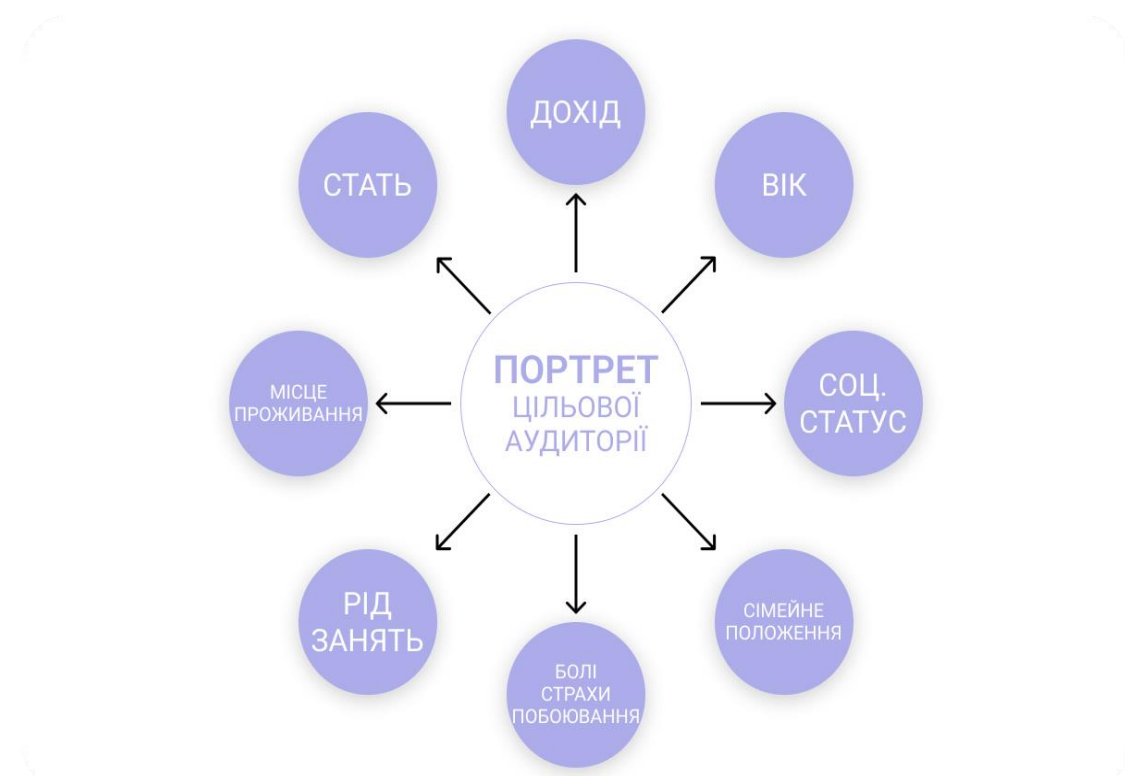 ДОХІД
СТАТЬ
ВІК
ПОРТРЕТ
ЦІЛЬОВОЇ
АУДИТОРІЇ
МІСЦЕ
ПРОЖИВАННЯ
СОЦ.
СТАТУС
РІД
ЗАНЯТЬ
СІМЕЙНЕ
ПОЛОЖЕННЯ
БОЛІ
СТРАХИ
ПОБОЮВАННЯ